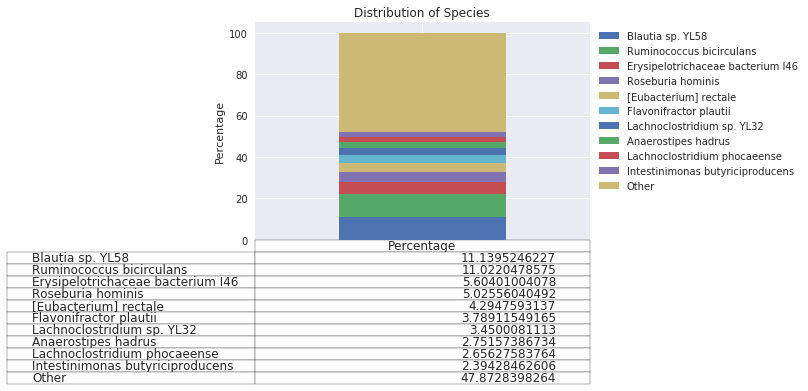 Distribution of Species
100
80
60
40
20
0
Percentage
Blautia sp. YL58
Ruminococcus bicirculans
Erysipelotrichaceae bacterium I46
Roseburia hominis
[Eubacterium] rectale
Flavonifractor plautii
Lachnoclostridium sp. YL32
Anaerostipes hadrus
Lachnoclostridium phocaeense
Intestinimonas butyriciproducens
Other
Percentage
Blautia sp. YL58 11.1395246227
Ruminococcus bicirculans 11.0220478575
Erysipelotrichaceae bacterium I46 5.60401004078
Roseburia hominis 5.02556040492
[Eubacterium] rectale 4.2947593137
Flavonifractor plautii 3.78911549165
Lachnoclostridium sp. YL32 3.4500081113
Anaerostipes hadrus 2.75157386734
Lachnoclostridium phocaeense 2.65627583764
Intestinimonas butyriciproducens 2.39428462606
Other 47.8728398264